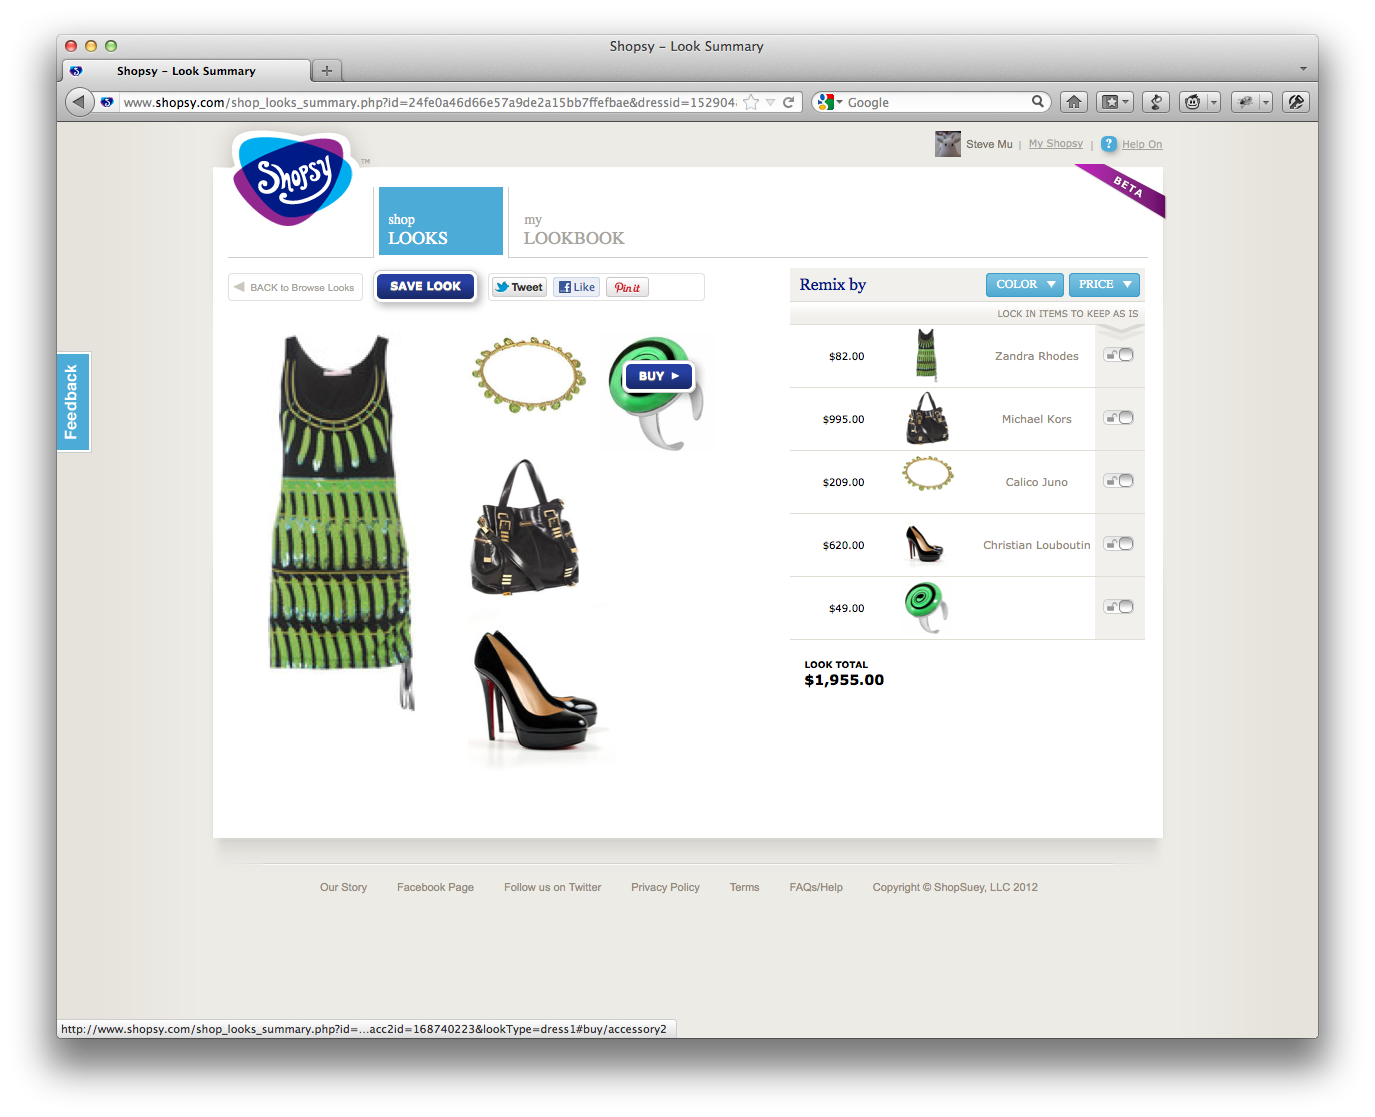 Shopsy – Look Summary
Shopsy – Look Summary
www.shopsy.com/shop_looks_summary.php?id=24fe0a46d66e57a9de2a15bb7ffefbae&dressid=152904
Google
Shopsy
TM
Steve Mu | My Shopsy | ? Help On
BETA
shop
LOOKS
my
LOOKBOOK
BACK to Browse Looks
SAVE LOOK
Tweet
Like
Pin it
Remix by
COLOR
PRICE
LOCK IN ITEMS TO KEEP AS IS
Feedback
BUY
$82.00 Zandra Rhodes
$995.00 Michael Kors
$209.00 Calico Juno
$620.00 Christian Louboutin
$49.00
LOOK TOTAL
$1,955.00
Our Story Facebook Page Follow us on Twitter Privacy Policy Terms FAQs/Help Copyright © ShopSuey, LLC 2012
http://www.shopsy.com/shop_looks_summary.php?id=...acc2id=168740223&lookType=dress1#buy/accessory2